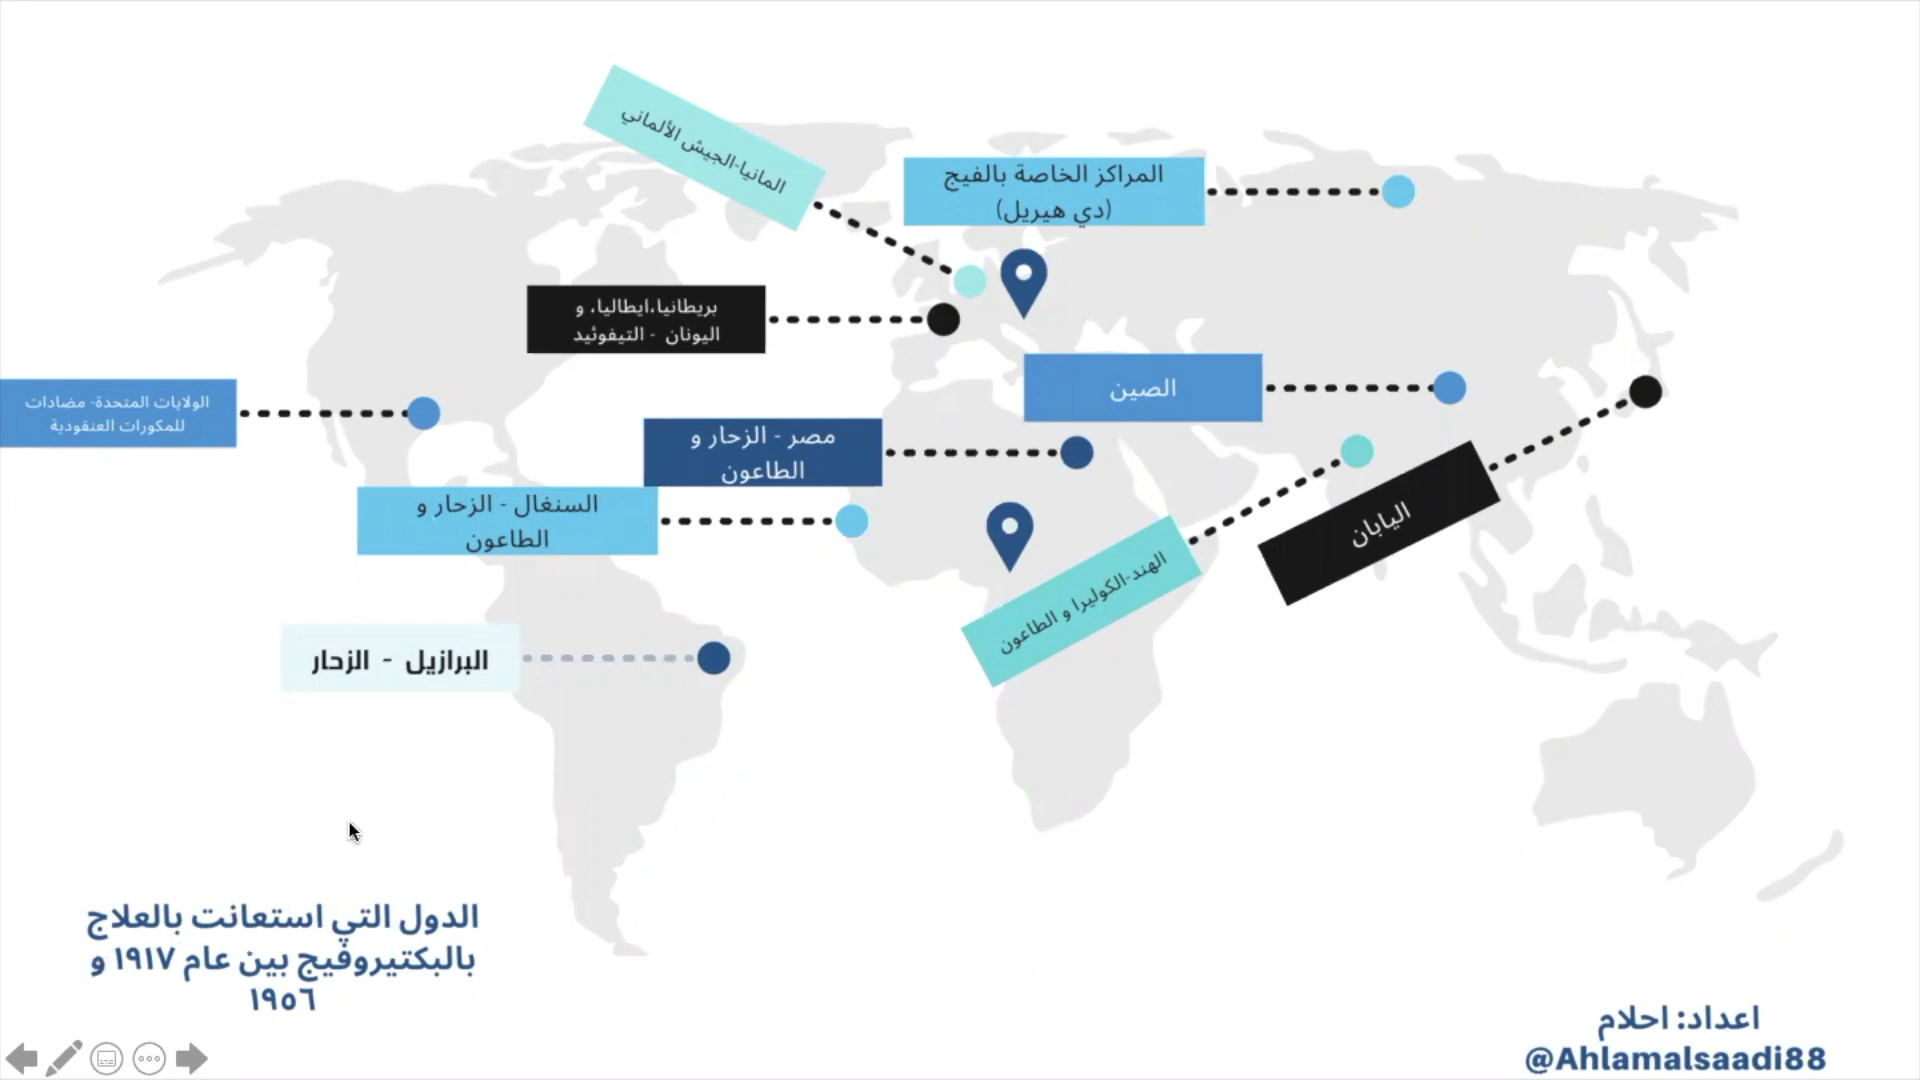 المانيا-الجيش الألماني
المراكز الخاصة بالفيج
(دي هيريل)
بريطانيا،ايطاليا، و
اليونان - التيفوئيد
الصين
الولايات المتحدة- مضادات
للمكورات العنقودية
مصر - الزحار و
الطاعون
السنغال - الزحار و
الطاعون
اليابان
الهند-الكوليرا و الطاعون
البرازيل - الزحار
الدول التي استعانت بالعلاج
بالبكتيروفيج بين عام ١٩١٧ و
١٩٥٦
اعداد: احلام
@Ahlamalsaadi88